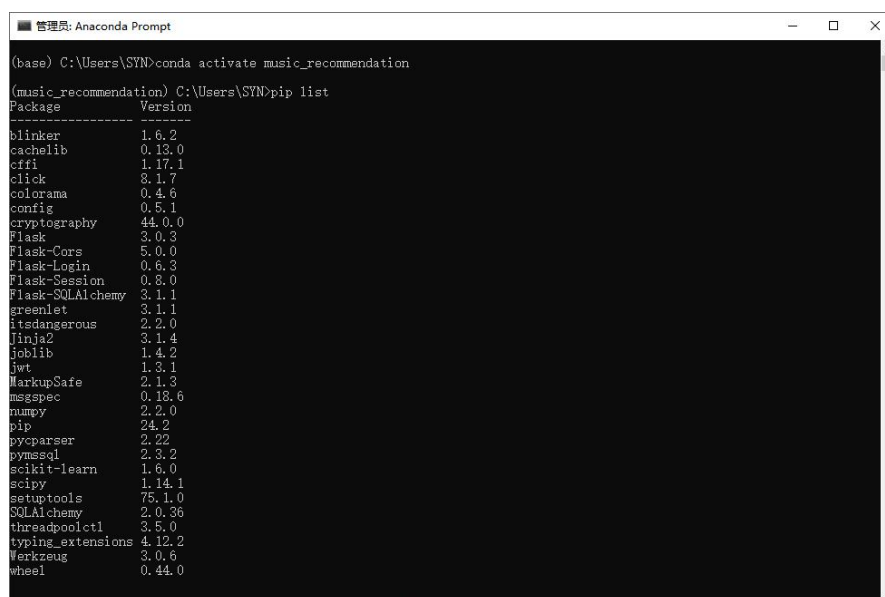 管理员: Anaconda Prompt
(base) C:\Users\SYN>conda activate music_recommendation
(music_recommendation) C:\Users\SYN>pip list
Package Version
----------------- -------
blinker 1.6.2
cachelib 0.13.0
cffi 1.17.1
click 8.1.7
colorama 0.4.6
config 0.5.1
cryptography 44.0.0
Flask 3.0.3
Flask-Cors 5.0.0
Flask-Login 0.6.3
Flask-Session 0.8.0
Flask-SQLAlchemy 3.1.1
greenlet 3.1.1
itsdangerous 2.2.0
Jinja2 3.1.4
joblib 1.4.2
jwt 1.3.1
MarkupSafe 2.1.3
msgspec 0.18.6
numpy 2.2.0
pip 24.2
pycparser 2.22
pymssql 2.3.2
scikit-learn 1.6.0
scipy 1.14.1
setuptools 75.1.0
SQLAlchemy 2.0.36
threadpoolctl 3.5.0
typing_extensions 4.12.2
Werkzeug 3.0.6
wheel 0.44.0